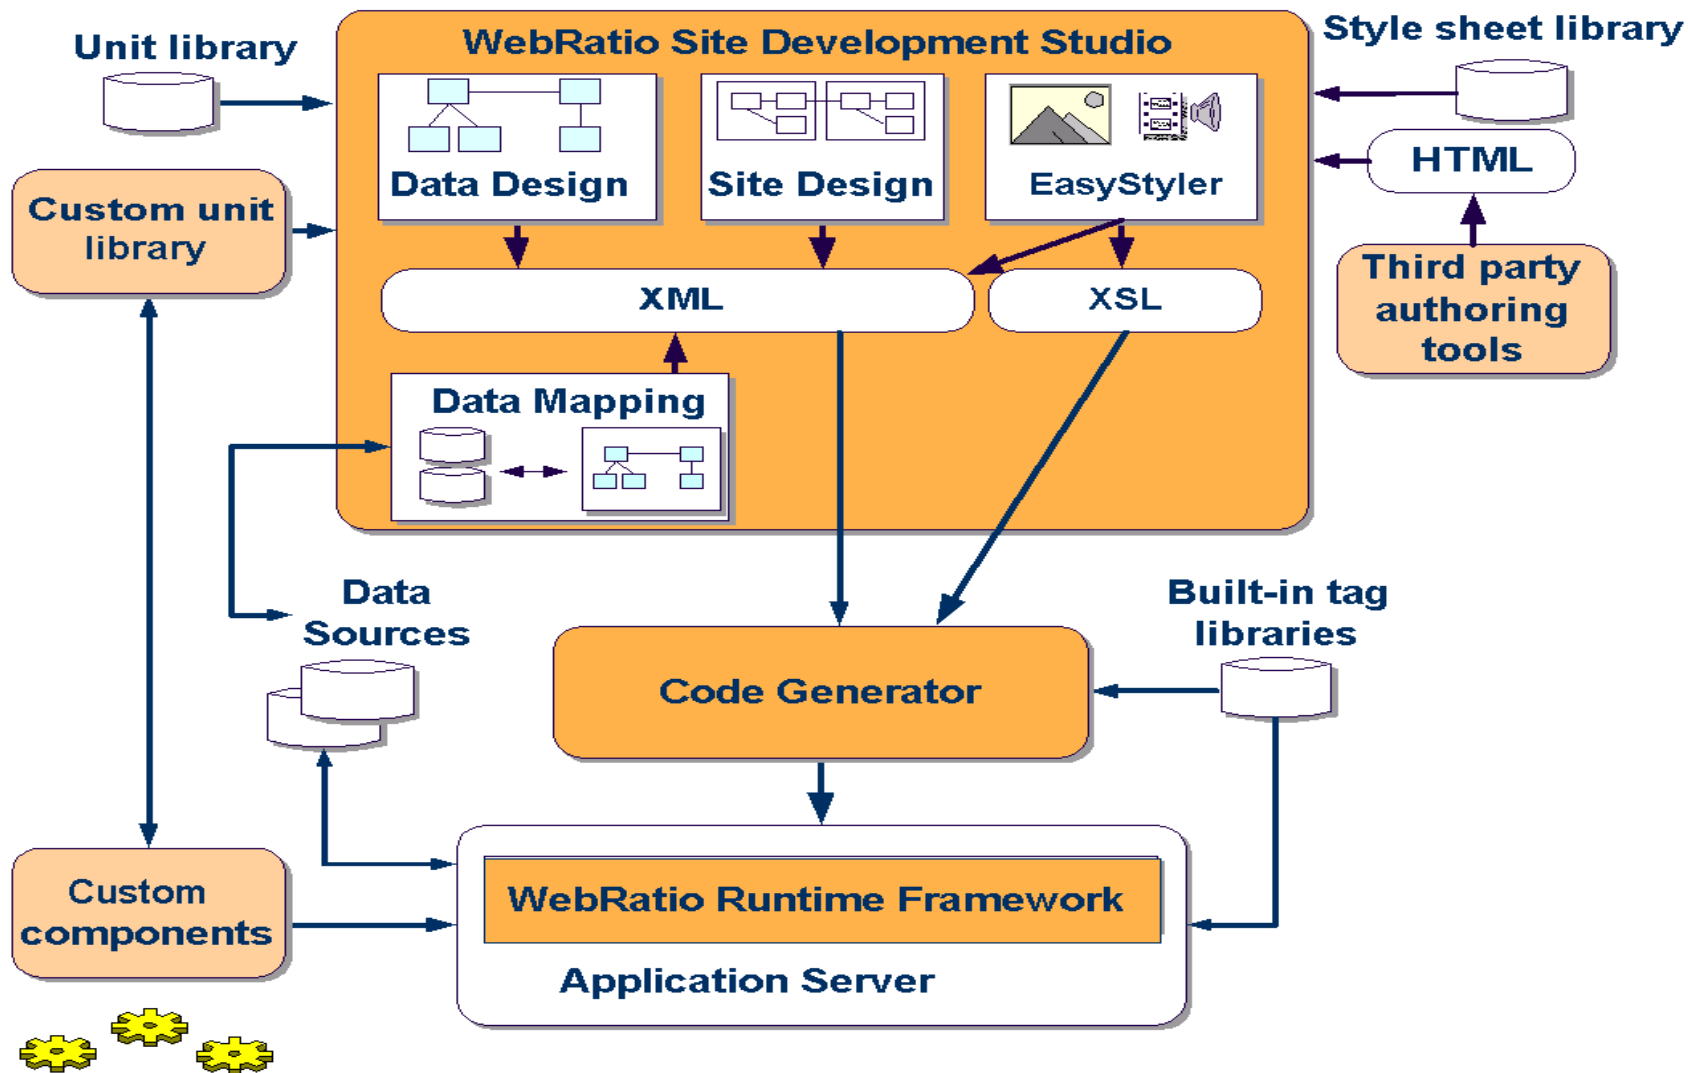 WebRatio Site Development Studio
Unit library
Style sheet library
Data Design
Site Design
EasyStyler
HTML
Custom unit
library
XML
XSL
Third party
authoring
tools
Data Mapping
Data
Sources
Built-in tag
libraries
Code Generator
Custom
components
WebRatio Runtime Framework
Application Server